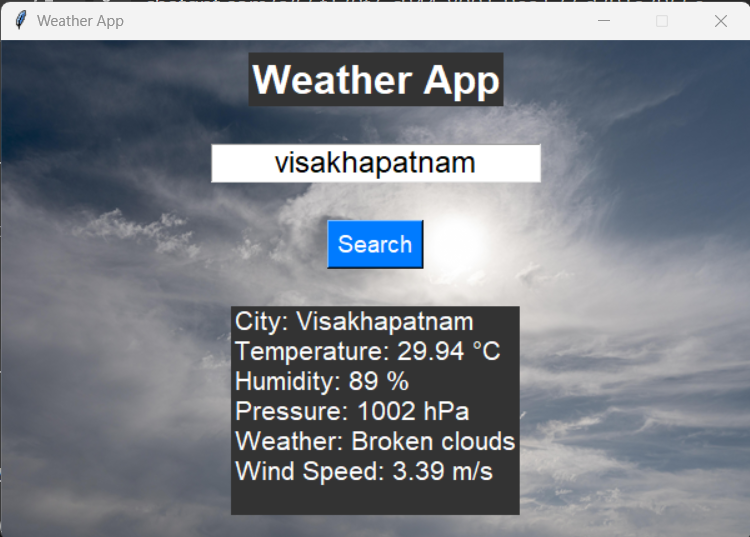 Weather App
Weather App
visakhapatnam
Search
City: Visakhapatnam
Temperature: 29.94 °C
Humidity: 89 %
Pressure: 1002 hPa
Weather: Broken clouds
Wind Speed: 3.39 m/s